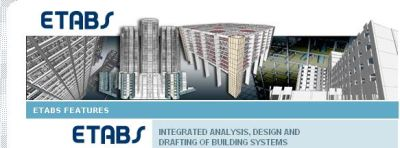 ETABS
ETABS FEATURES
ETABS
INTEGRATED ANALYSIS, DESIGN AND
DRAFTING OF BUILDING SYSTEMS